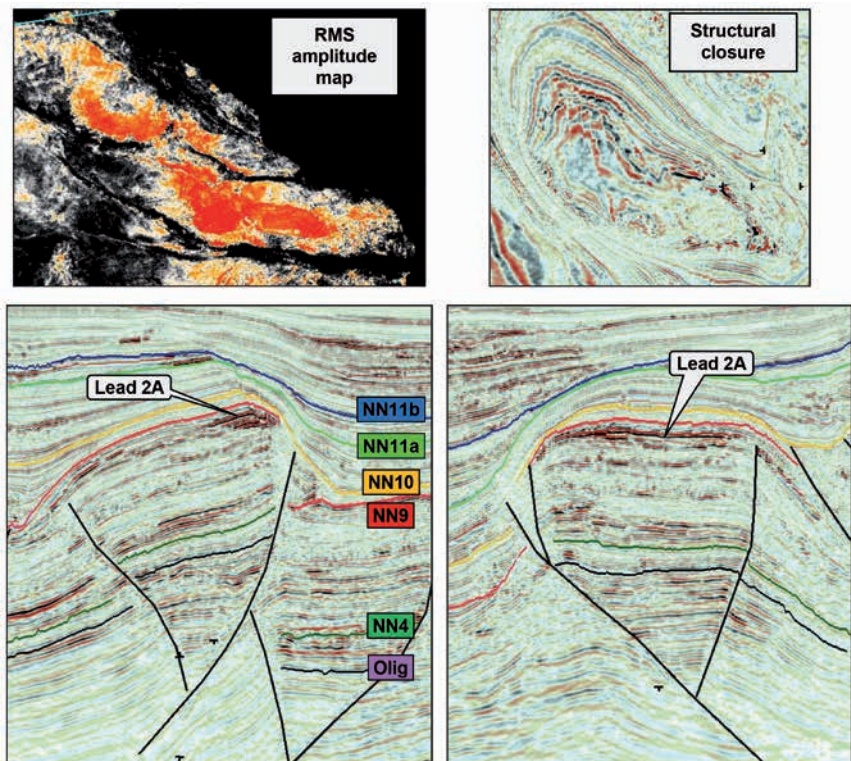 RMS
amplitude
map
Structural
closure
Lead 2A
NN11b
NN11a
NN10
NN9
NN4
Olig
Lead 2A